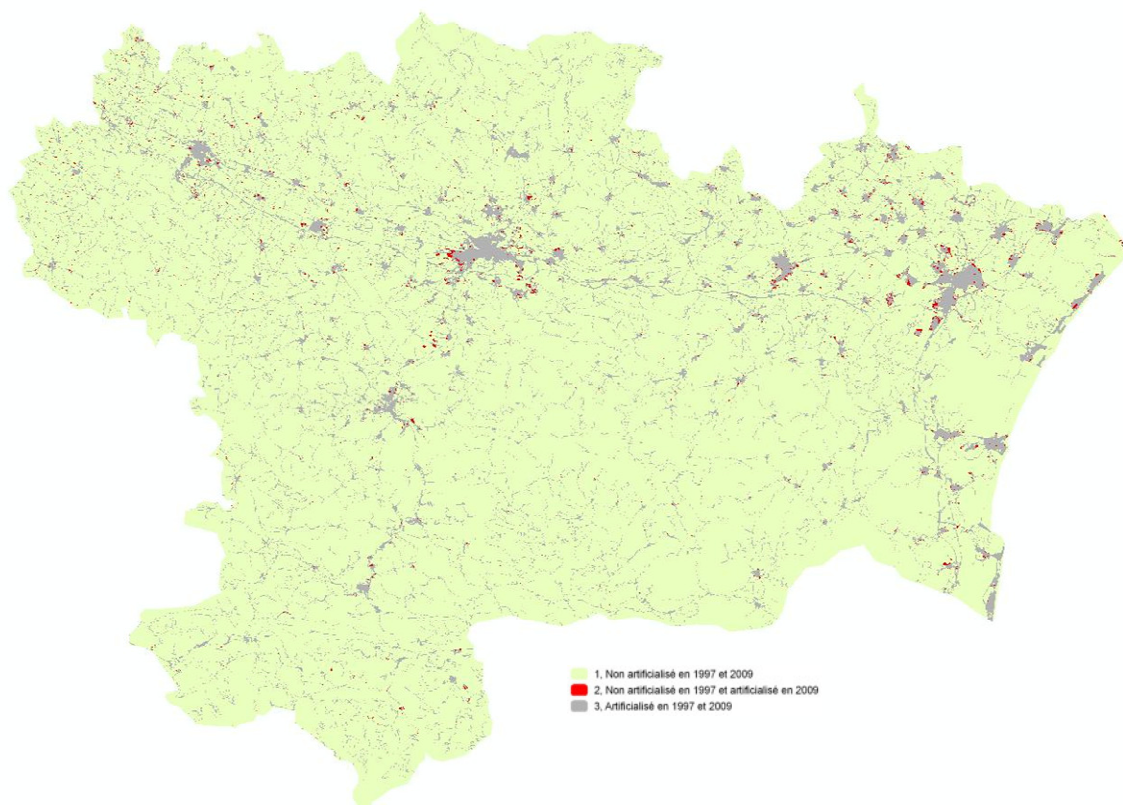 1, Non artificialisé en 1997 et 2009
2, Non artificialisé en 1997 et artificialisé en 2009
3, Artificialisé en 1997 et 2009